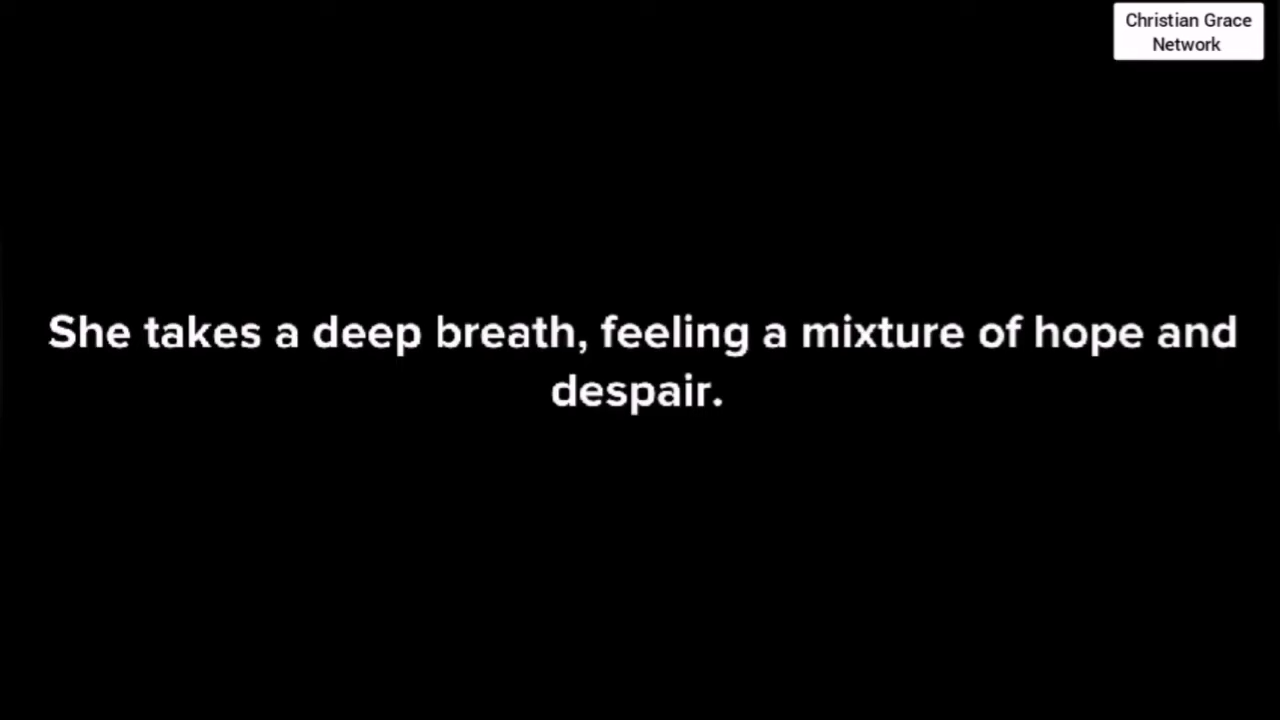 Christian Grace
Network
She takes a deep breath, feeling a mixture of hope and
despair.